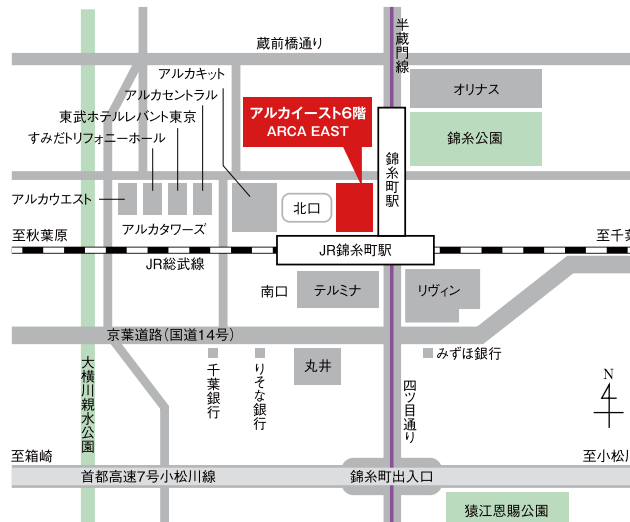 蔵前橋通り
半蔵門線
アルカキット
アルカセントラル
東武ホテルレバント東京
すみだトリフォニーホール
アルカイースト6階
ARCA EAST
オリナス
錦糸公園
錦糸町駅
アルカウエスト
北口
アルカタワーズ
至秋葉原
至千葉
JR錦糸町駅
JR総武線
南口
テルミナ
リヴィン
京葉道路(国道14号)
大横川親水公園
千葉銀行
りそな銀行
丸井
みずほ銀行
四ツ目通り
N
至箱崎
至小松川
首都高速7号小松川線
錦糸町出入口
猿江恩賜公園